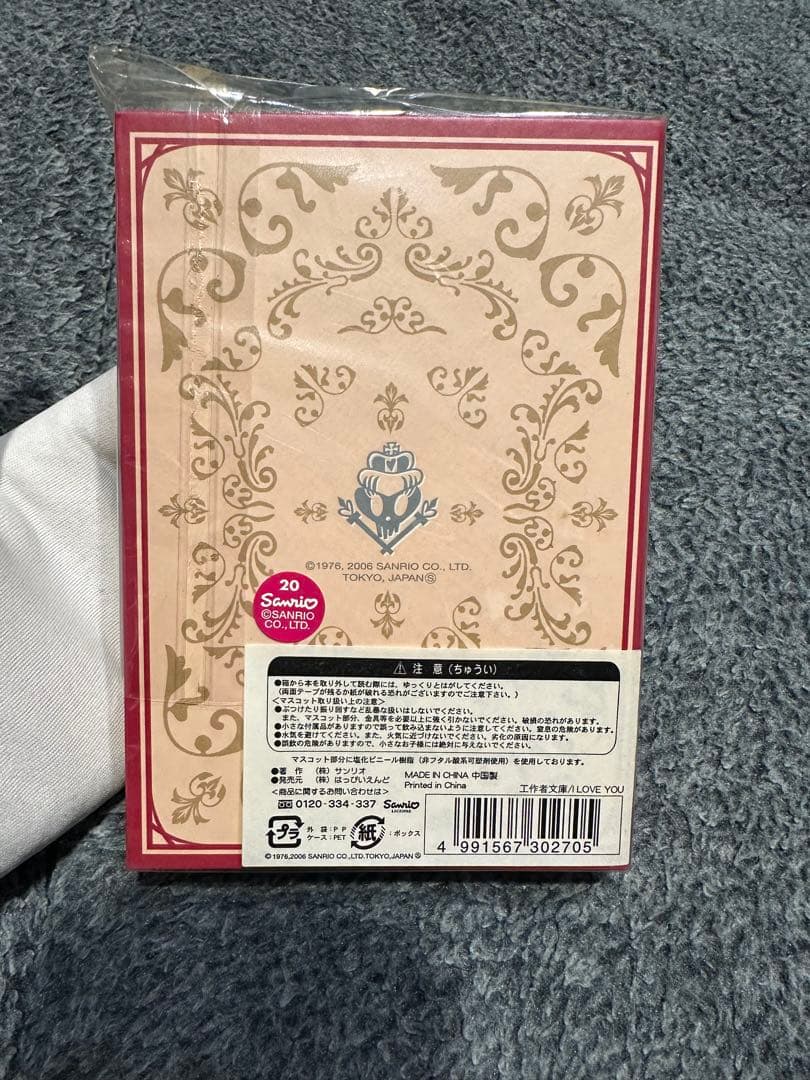 ©1976, 2006 SANRIO CO., LTD.
TOKYO, JAPANⓈ
20
Sanrio
©SANRIO
CO., LTD.
⚠ 注 意 (ちゅうい)
●箱から本を取り外して読む際には、ゆっくりとはがしてください。
(両面テープが残るか紙が破れる恐れがございますのでご注意下さい。)
<マスコット取り扱い上の注意>
●ぶつけたり振り回すなど乱暴な扱いはしないでください。
また、マスコット部分、金具等を必要以上に強く引かないでください。破損の恐れがあります。
●小さな付属品がありますので誤って飲み込まないように注意してください。窒息の危険があります。
●水気を避けてください。また、火気に近づけないでください。劣化の原因になります。
●誤飲の危険がありますので、小さなお子様には絶対に与えないでください。
マスコット部分に塩化ビニール樹脂 (非フタル酸系可塑剤使用) を使用しております。
●著 作 (株) サンリオ
●発売元 (株) はっぴいえんど
MADE IN CHINA 中国製
Printed in China
<商品に関するお問い合わせは>
0120-334-337 Sanrio LICENSE
工作者文庫/I LOVE YOU
プラ 外 袋:PP
ケース:PET
紙 :ボックス
4 991567 302705
©1976,2006 SANRIO CO.,LTD.TOKYO,JAPAN Ⓢ